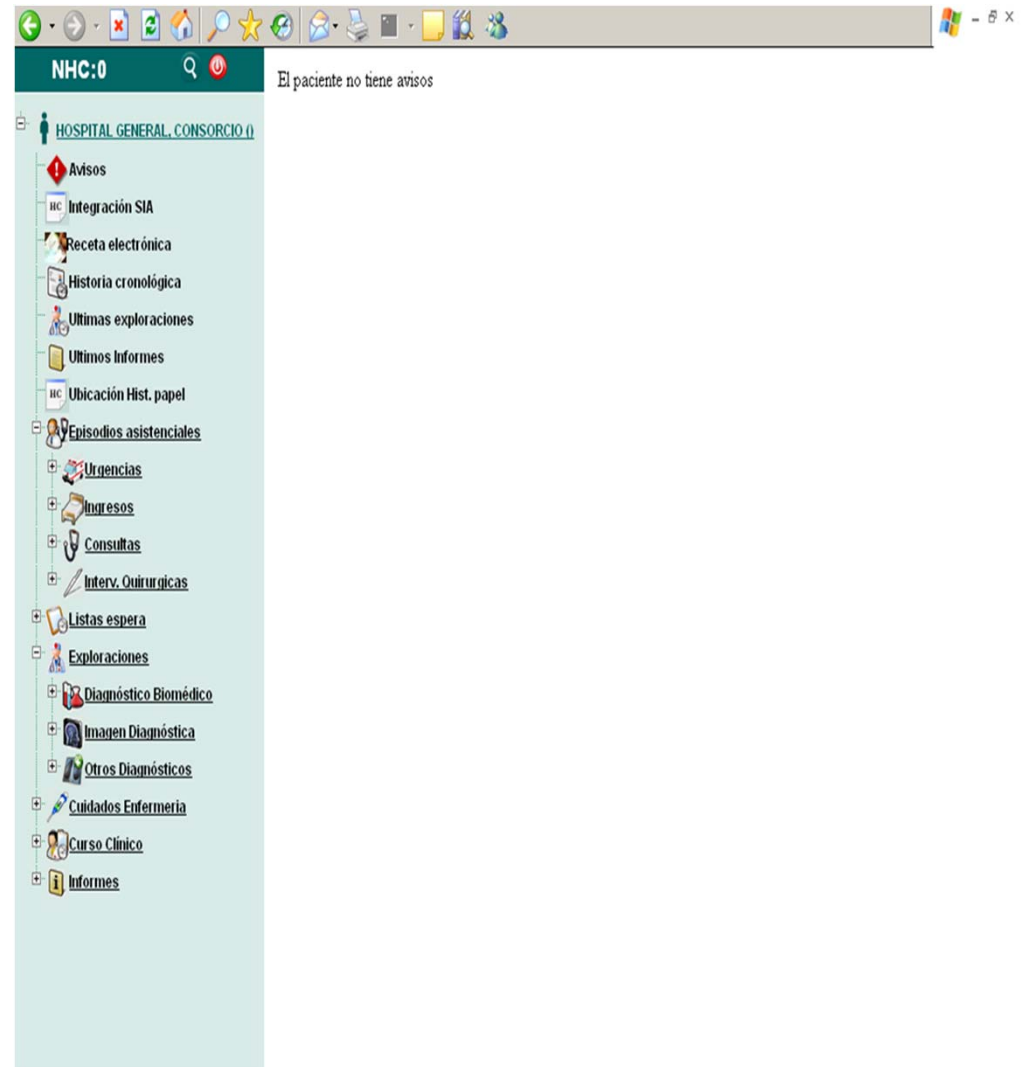 NHC:0
El paciente no tiene avisos
HOSPITAL GENERAL, CONSORCIO ()
Avisos
HC Integración SIA
Receta electrónica
Historia cronológica
Ultimas exploraciones
Ultimos Informes
HC Ubicación Hist. papel
Episodios asistenciales
Urgencias
Ingresos
Consultas
Interv. Quirurgicas
Listas espera
Exploraciones
Diagnóstico Biomédico
Imagen Diagnóstica
Otros Diagnósticos
Cuidados Enfermeria
Curso Clínico
Informes